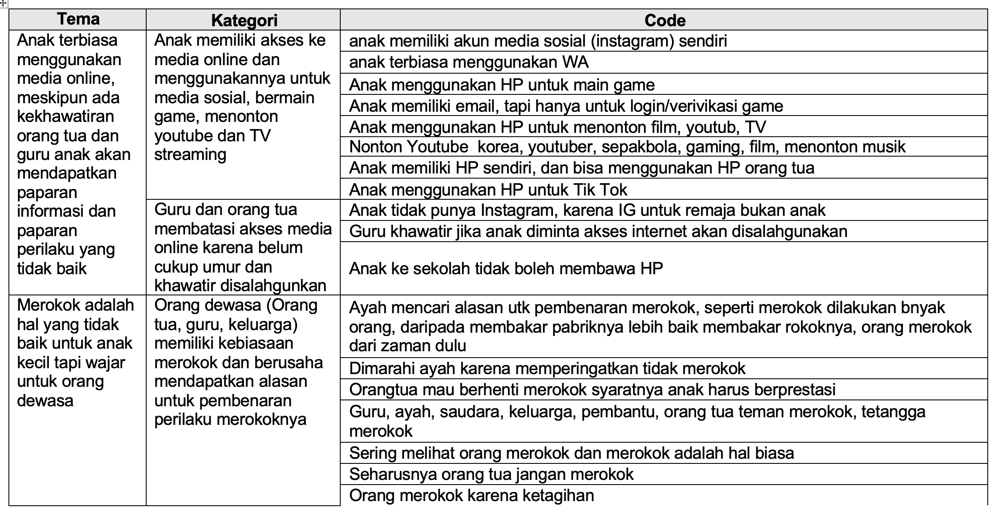 Tema
Kategori
Code
Anak terbiasa
menggunakan
media online,
meskipun ada
kekhawatiran
orang tua dan
guru anak akan
mendapatkan
paparan
informasi dan
paparan
perilaku yang
tidak baik
Anak memiliki akses ke
media online dan
menggunakannya untuk
media sosial, bermain
game, menonton
youtube dan TV
streaming
anak memiliki akun media sosial (instagram) sendiri
anak terbiasa menggunakan WA
Anak menggunakan HP untuk main game
Anak memiliki email, tapi hanya untuk login/verivikasi game
Anak menggunakan HP untuk menonton film, youtub, TV
Nonton Youtube  korea, youtuber, sepakbola, gaming, film, menonton musik
Anak memiliki HP sendiri, dan bisa menggunakan HP orang tua
Anak menggunakan HP untuk Tik Tok
Guru dan orang tua
membatasi akses media
online karena belum
cukup umur dan
khawatir disalahgunkan
Anak tidak punya Instagram, karena IG untuk remaja bukan anak
Guru khawatir jika anak diminta akses internet akan disalahgunakan
Anak ke sekolah tidak boleh membawa HP
Merokok adalah
hal yang tidak
baik untuk anak
kecil tapi wajar
untuk orang
dewasa
Orang dewasa (Orang
tua, guru, keluarga)
memiliki kebiasaan
merokok dan berusaha
mendapatkan alasan
untuk pembenaran
perilaku merokoknya
Ayah mencari alasan utk pembenaran merokok, seperti merokok dilakukan bnyak
orang, daripada membakar pabriknya lebih baik membakar rokoknya, orang merokok
dari zaman dulu
Dimarahi ayah karena memperingatkan tidak merokok
Orangtua mau berhenti merokok syaratnya anak harus berprestasi
Guru, ayah, saudara, keluarga, pembantu, orang tua teman merokok, tetangga
merokok
Sering melihat orang merokok dan merokok adalah hal biasa
Seharusnya orang tua jangan merokok
Orang merokok karena ketagihan